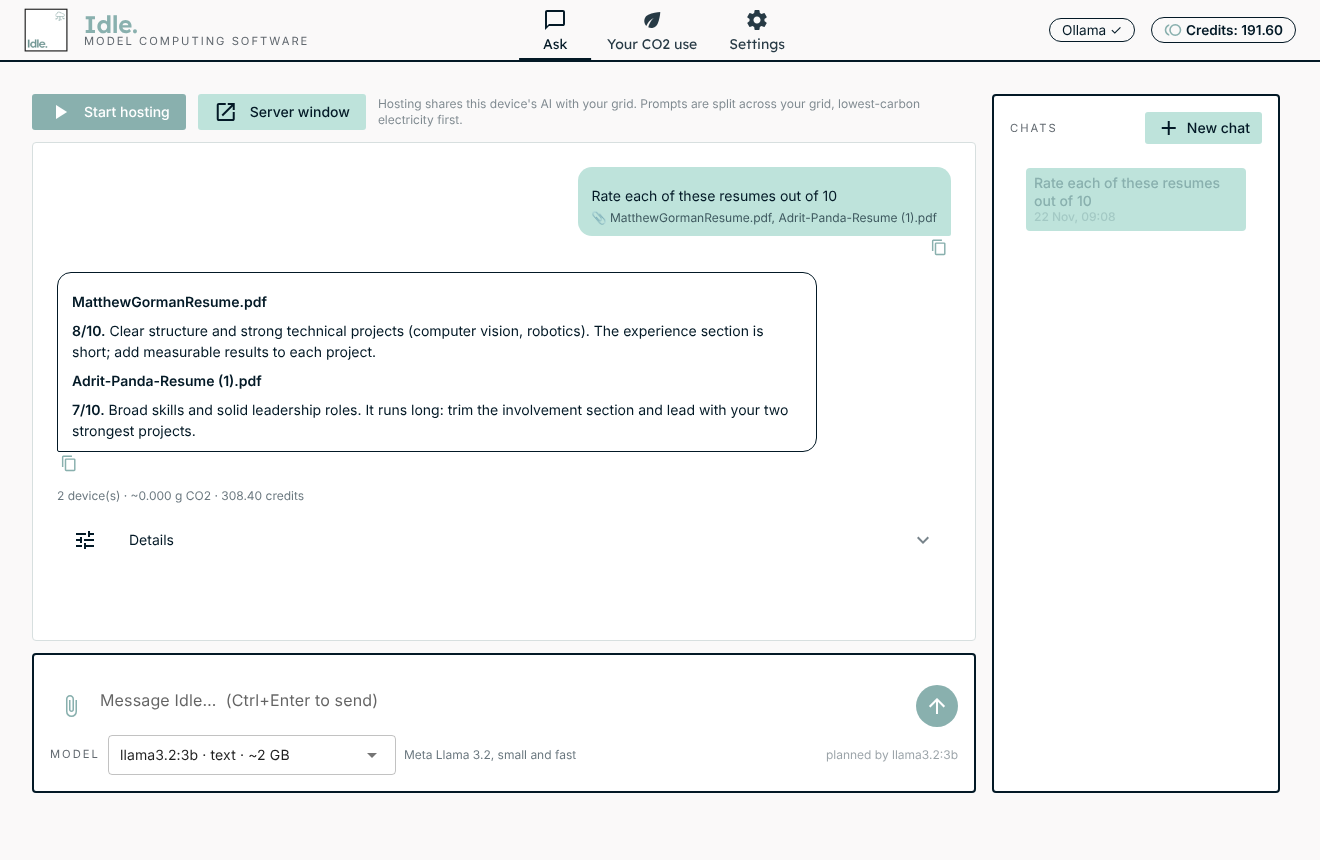 Idle.
Idle.
MODEL COMPUTING SOFTWARE
Ask
Your CO2 use
Settings
Ollama ✓
Credits: 191.60
Start hosting
Server window
Hosting shares this device's AI with your grid. Prompts are split across your grid, lowest-carbon
electricity first.
CHATS
New chat
Rate each of these resumes
out of 10
22 Nov, 09:08
Rate each of these resumes out of 10
📎 MatthewGormanResume.pdf, Adrit-Panda-Resume (1).pdf
MatthewGormanResume.pdf
8/10. Clear structure and strong technical projects (computer vision, robotics). The experience section is
short; add measurable results to each project.
Adrit-Panda-Resume (1).pdf
7/10. Broad skills and solid leadership roles. It runs long: trim the involvement section and lead with your two
strongest projects.
2 device(s) · ~0.000 g CO2 · 308.40 credits
Details
Message Idle... (Ctrl+Enter to send)
MODEL
llama3.2:3b · text · ~2 GB
Meta Llama 3.2, small and fast
planned by llama3.2:3b